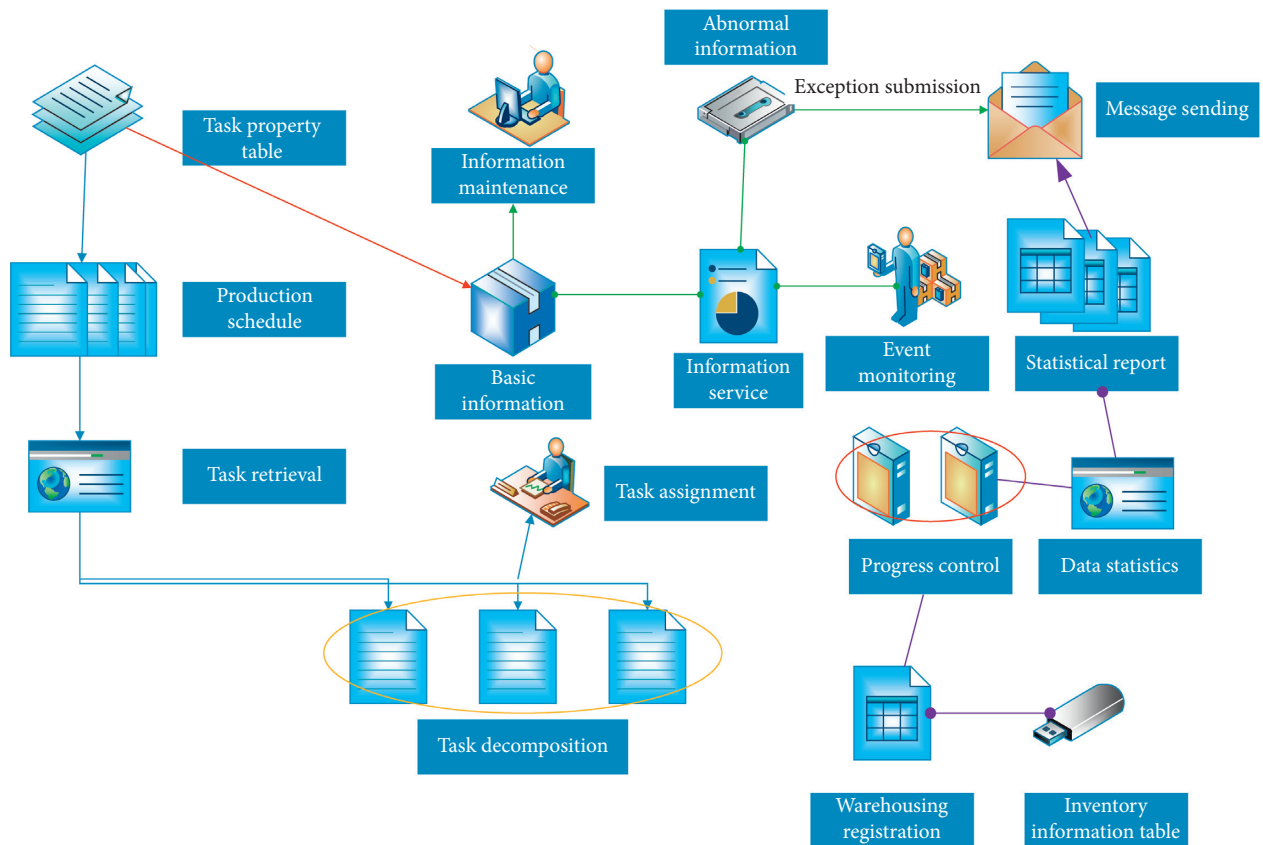 Abnormal
information
Exception submission
Message sending
Task property
table
Information
maintenance
Production
schedule
Basic
information
Information
service
Event
monitoring
Statistical report
Task retrieval
Task assignment
Progress control
Data statistics
Task decomposition
Warehousing
registration
Inventory
information table